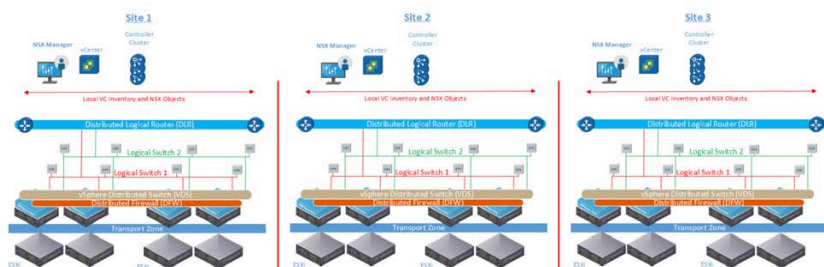 Site 1
NSX Manager
vCenter
Controller
Cluster
Local VC Inventory and NSX Objects
Distributed Logical Router (DLR)
Logical Switch 2
Logical Switch 1
vSphere Distributed Switch (VDS)
Distributed Firewall (DFW)
Transport Zone
ESXi
ESXi
Site 2
NSX Manager
vCenter
Controller
Cluster
Local VC Inventory and NSX Objects
Distributed Logical Router (DLR)
Logical Switch 2
Logical Switch 1
vSphere Distributed Switch (VDS)
Distributed Firewall (DFW)
Transport Zone
ESXi
ESXi
Site 3
NSX Manager
vCenter
Controller
Cluster
Local VC Inventory and NSX Objects
Distributed Logical Router (DLR)
Logical Switch 2
Logical Switch 1
vSphere Distributed Switch (VDS)
Distributed Firewall (DFW)
Transport Zone
ESXi
ESXi